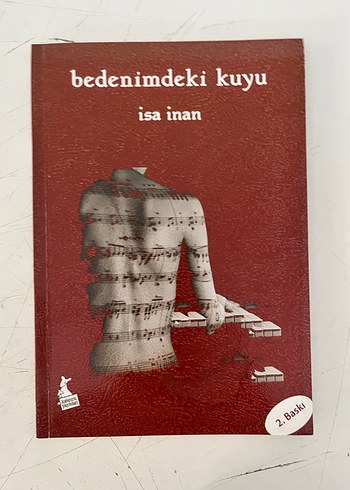 bedenimdeki kuyu
isa inan
2. Baskı